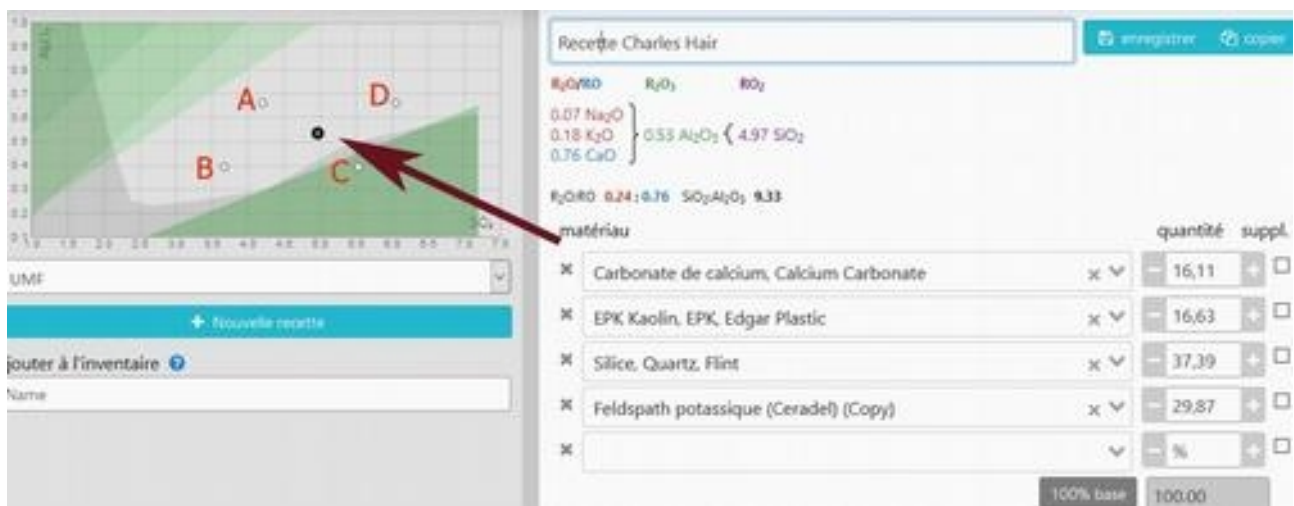 Recette Charles Hair
enregistrer copier
R₂O/RO R₂O₃ RO₂
0.07 Na₂O
0.18 K₂O
0.76 CaO
0.53 Al₂O₃
4.97 SiO₂
R₂O:RO 0.24 : 0.76 SiO₂:Al₂O₃ 9.33
A
D
B
C
matériau quantité suppl.
Carbonate de calcium, Calcium Carbonate 16,11
EPK Kaolin, EPK, Edgar Plastic 16,63
Silice, Quartz, Flint 37,39
Feldspath potassique (Ceradel) (Copy) 29,87
%
100% base 100.00
UMF
+ Nouvelle recette
jouter à l'inventaire
Name